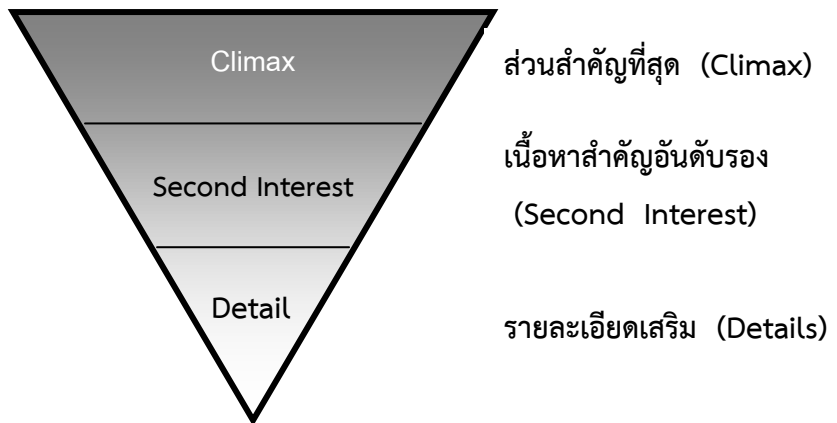 Climax
ส่วนสำคัญที่สุด (Climax)
Second Interest
เนื้อหาสำคัญอันดับรอง
(Second Interest)
Detail
รายละเอียดเสริม (Details)